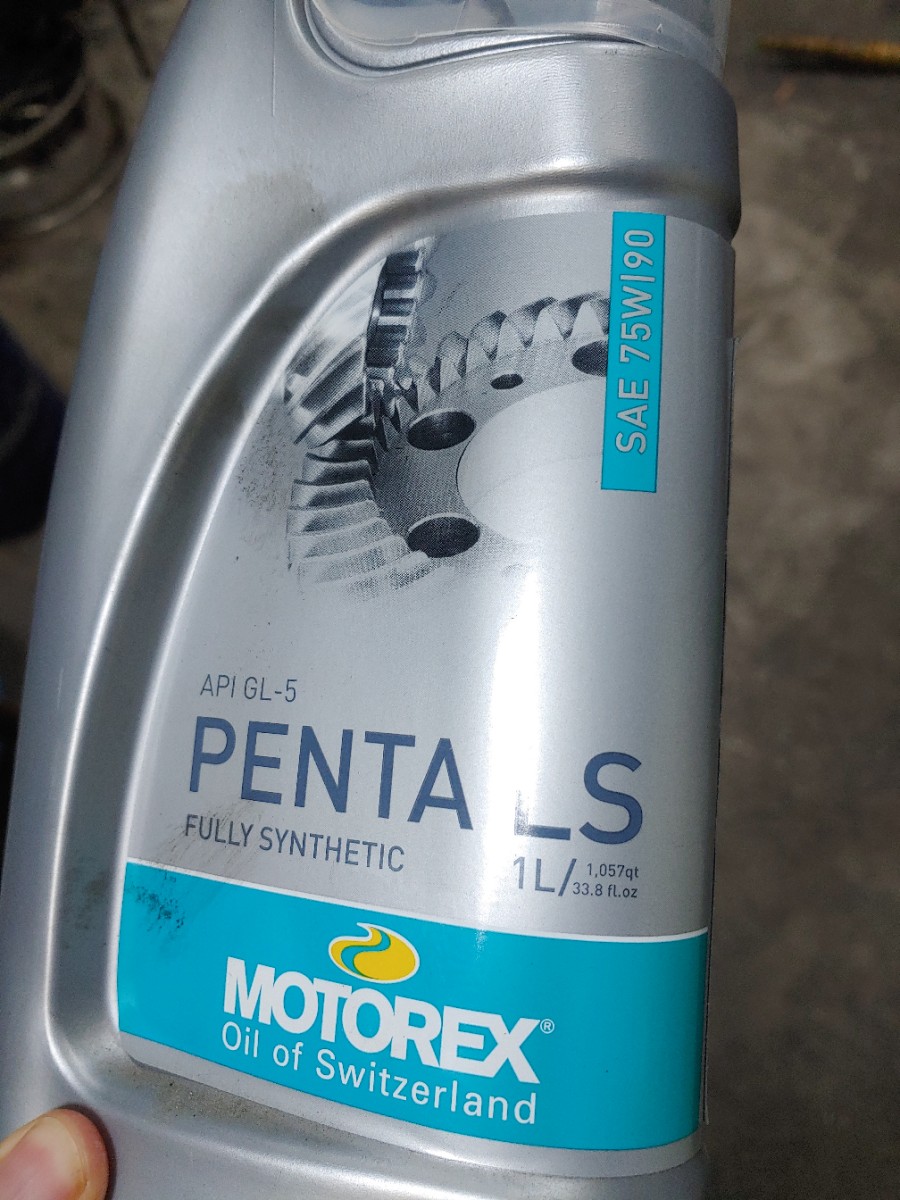 SAE 75W|90
API GL-5
PENTA LS
FULLY SYNTHETIC
1L/ 1,057qt
33.8 fl.oz
MOTOREX®
Oil of Switzerland